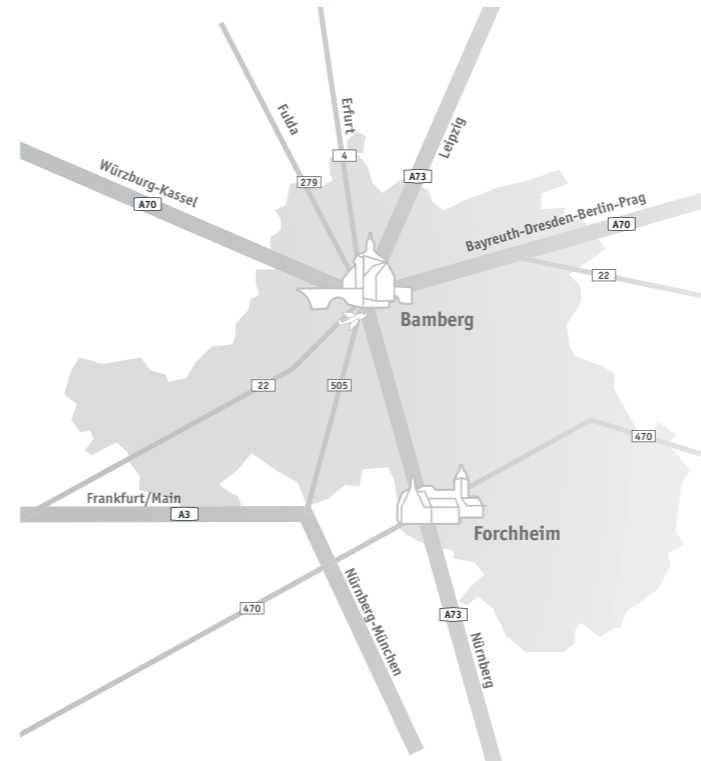 Fulda
Erfurt
Leipzig
4
279
A73
Würzburg-Kassel
A70
Bayreuth-Dresden-Berlin-Prag
A70
22
Bamberg
22
505
470
Frankfurt/Main
A3
Forchheim
470
Nürnberg-München
A73
Nürnberg